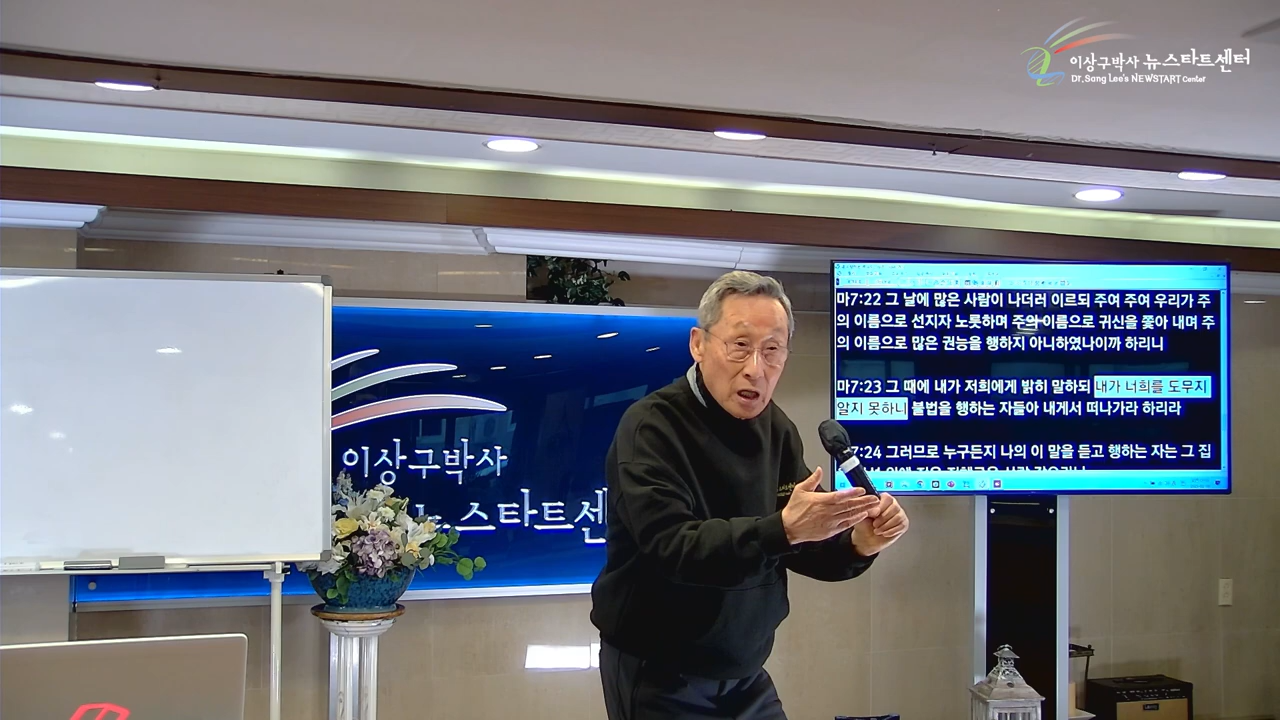 이상구박사 뉴스타트센터
Dr. Sang Lee's NEWSTART Center
마7:22 그 날에 많은 사람이 나더러 이르되 주여 주여 우리가 주
의 이름으로 선지자 노릇하며 주의 이름으로 귀신을 쫓아 내며 주
의 이름으로 많은 권능을 행하지 아니하였나이까 하리니
마7:23 그 때에 내가 저희에게 밝히 말하되 내가 너희를 도무지
알지 못하니 불법을 행하는 자들아 내게서 떠나가라 하리라
7:24 그러므로 누구든지 나의 이 말을 듣고 행하는 자는 그 집
이상구박사
뉴스타트센